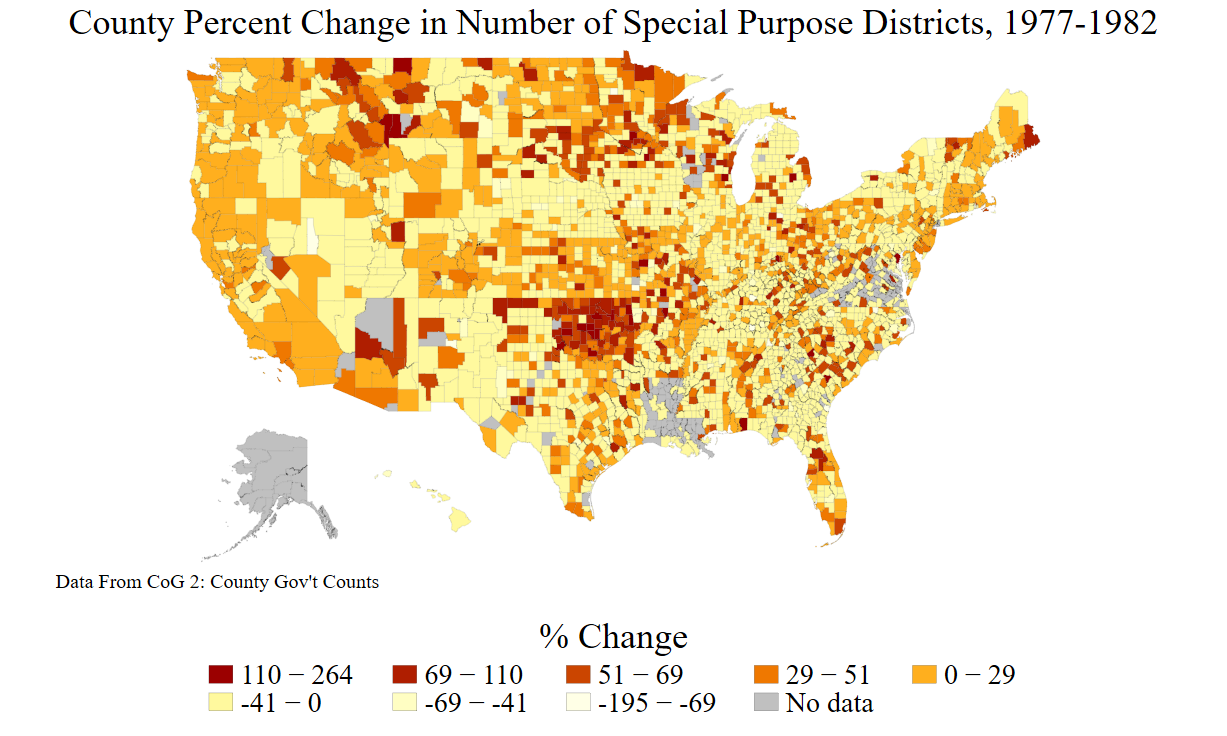 County Percent Change in Number of Special Purpose Districts, 1977-1982
Data From CoG 2: County Gov't Counts
% Change
110 − 264 69 − 110 51 − 69 29 − 51 0 − 29
-41 − 0 -69 − -41 -195 − -69 No data